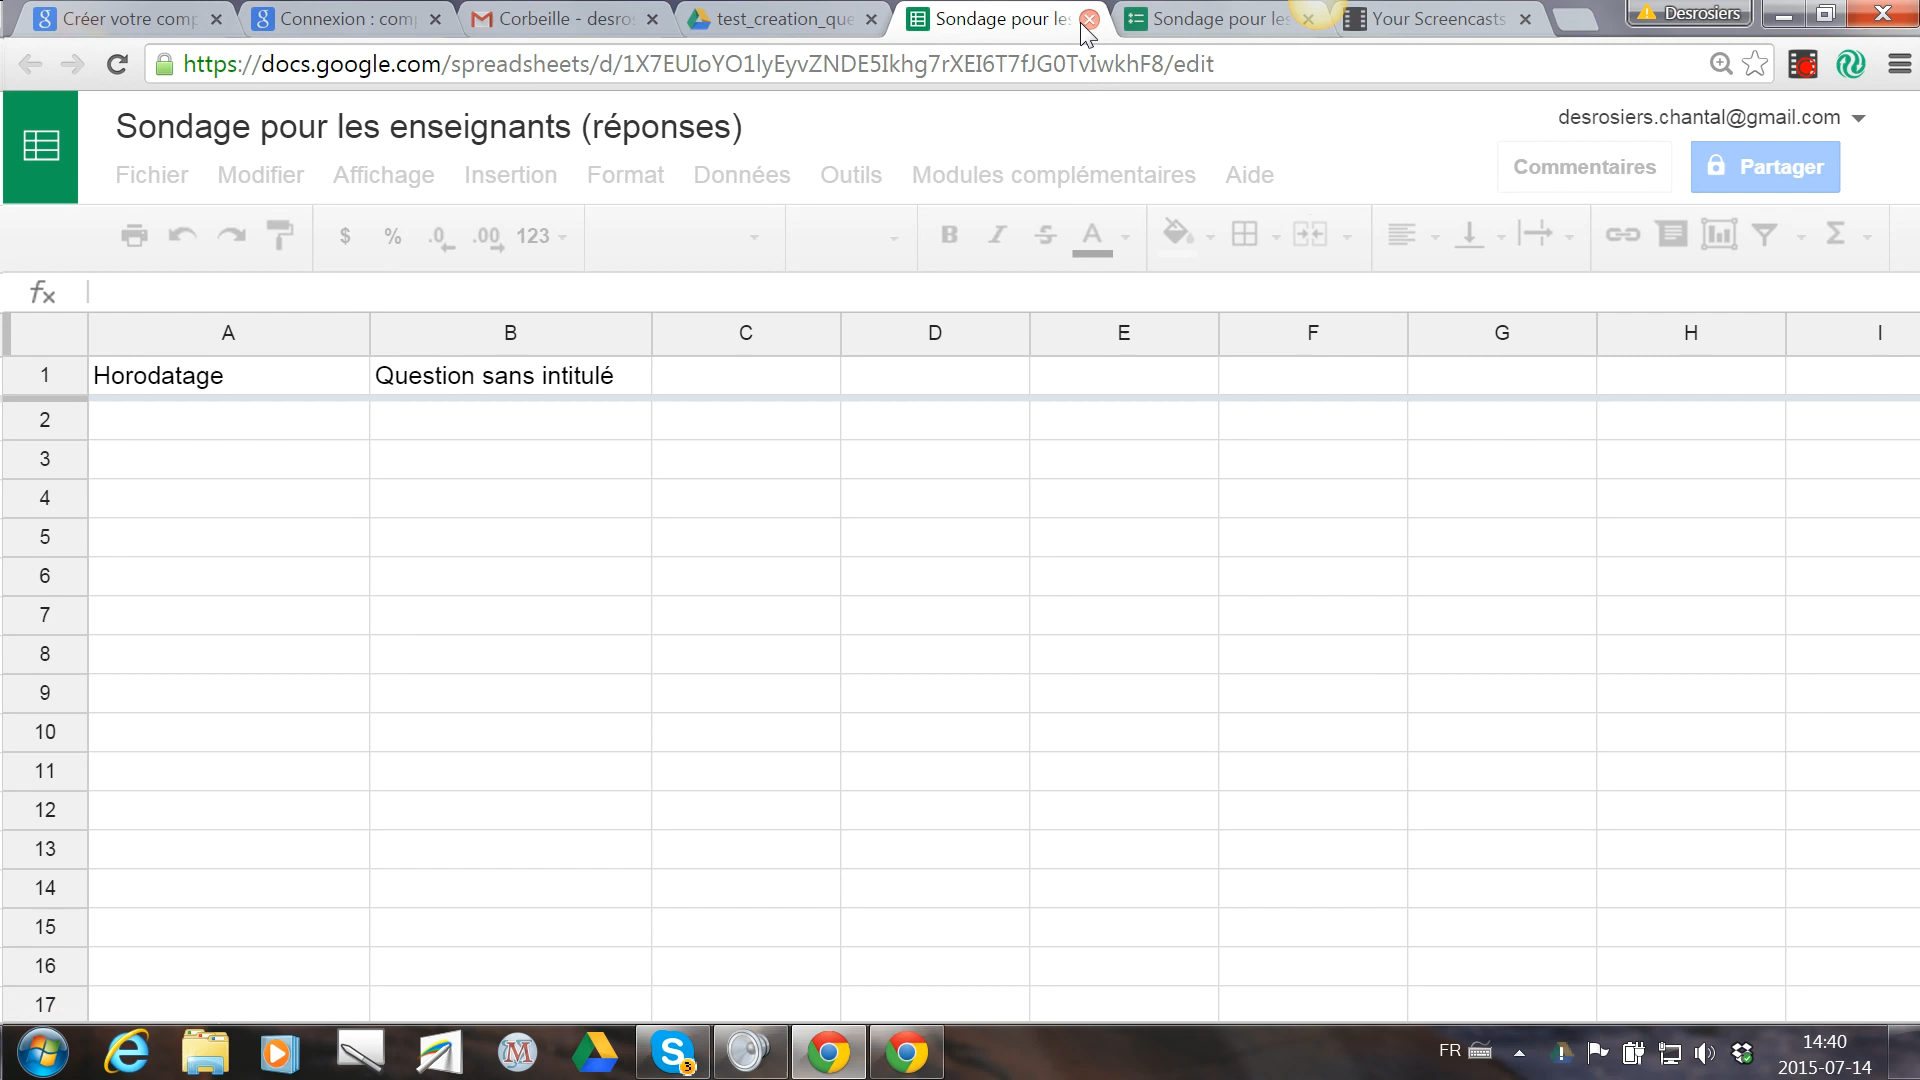 Créer votre comp
Connexion : comp
Corbeille - desro
test_creation_que
Sondage pour les
Sondage pour les
Your Screencasts
Desrosiers
https://docs.google.com/spreadsheets/d/1X7EUIoYO1lyEyvZNDE5Ikhg7rXEI6T7fJG0TvIwkhF8/edit
Sondage pour les enseignants (réponses)
desrosiers.chantal@gmail.com
Fichier Modifier Affichage Insertion Format Données Outils Modules complémentaires Aide
Commentaires
Partager
$ % .0 .00 123 B I S A Σ
fx
A B C D E F G H I
1 Horodatage Question sans intitulé
2
3
4
5
6
7
8
9
10
11
12
13
14
15
16
17
FR
14:40
2015-07-14